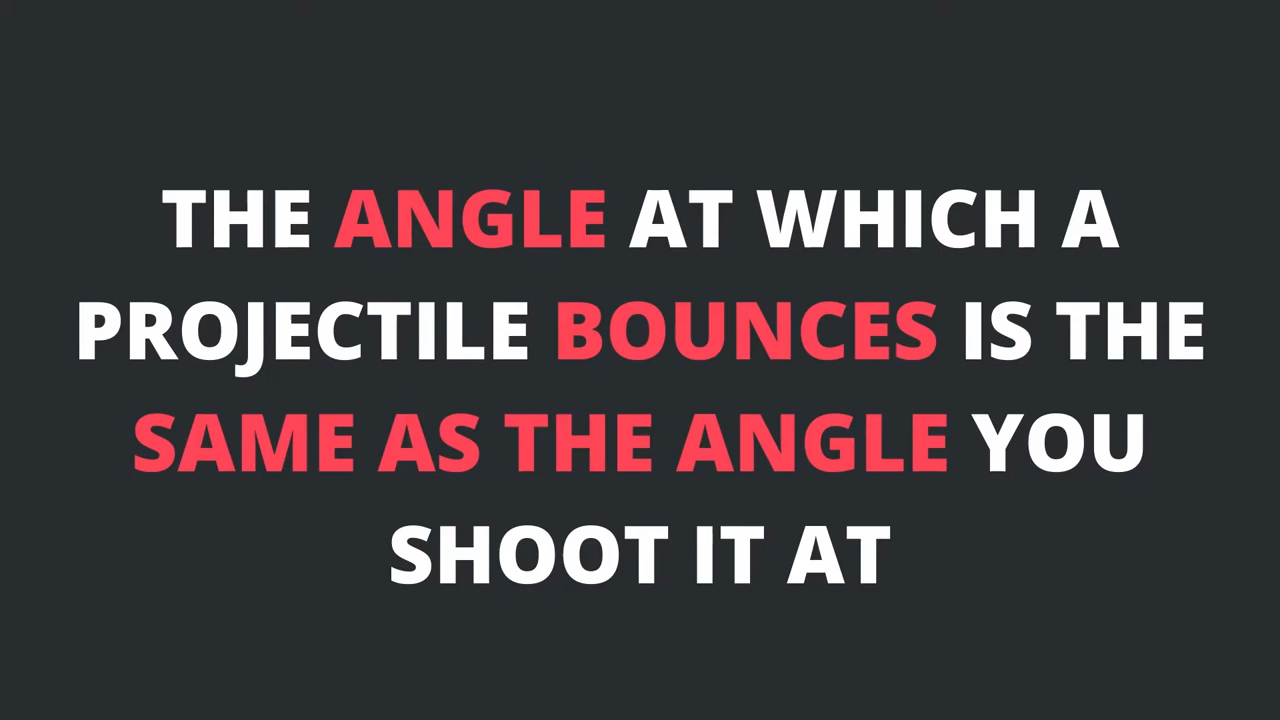 THE ANGLE AT WHICH A
PROJECTILE BOUNCES IS THE
SAME AS THE ANGLE YOU
SHOOT IT AT